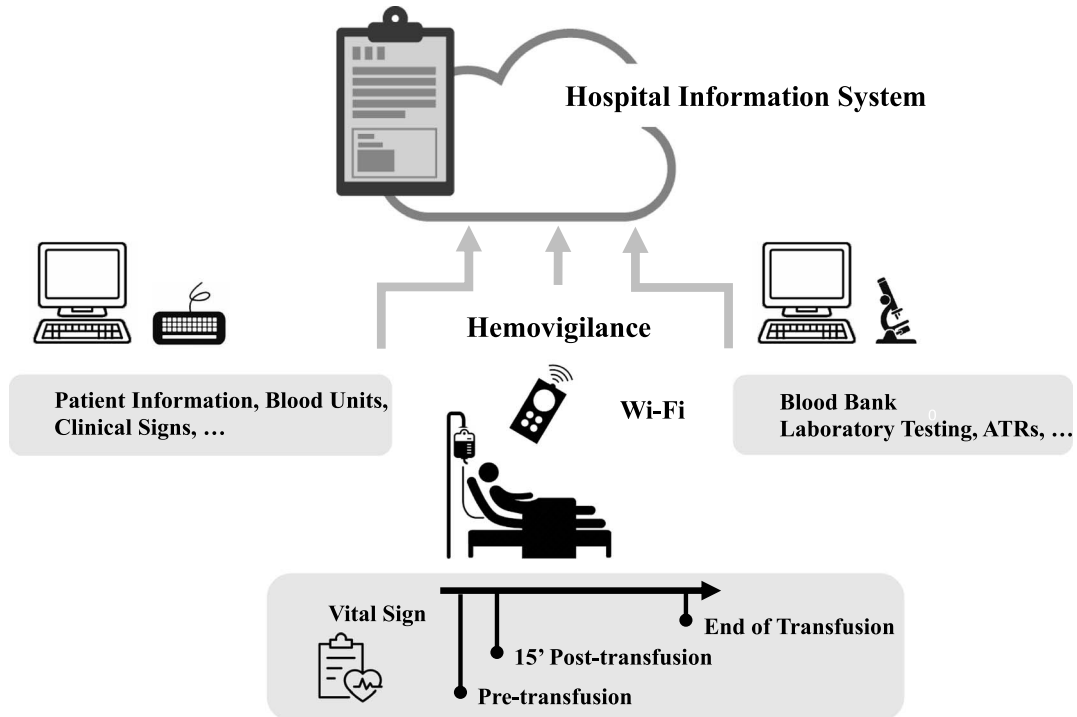 Hospital Information System
Hemovigilance
Patient Information, Blood Units,
Clinical Signs, …
Wi-Fi
Blood Bank
0
Laboratory Testing, ATRs, …
Vital Sign
End of Transfusion
15’ Post-transfusion
Pre-transfusion